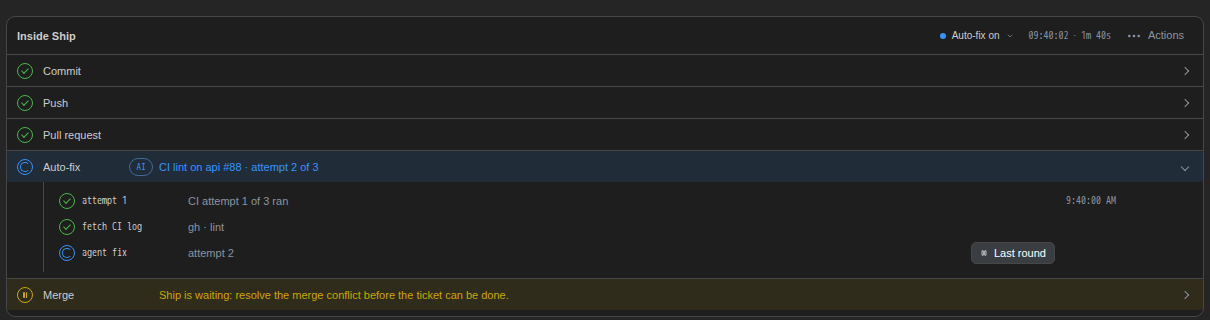 Inside Ship
Auto-fix on
09:40:02 · 1m 40s
Actions
Commit
Push
Pull request
Auto-fix AI CI lint on api #88 · attempt 2 of 3
attempt 1 CI attempt 1 of 3 ran 9:40:00 AM
fetch CI log gh · lint
agent fix attempt 2 Last round
Merge Ship is waiting: resolve the merge conflict before the ticket can be done.